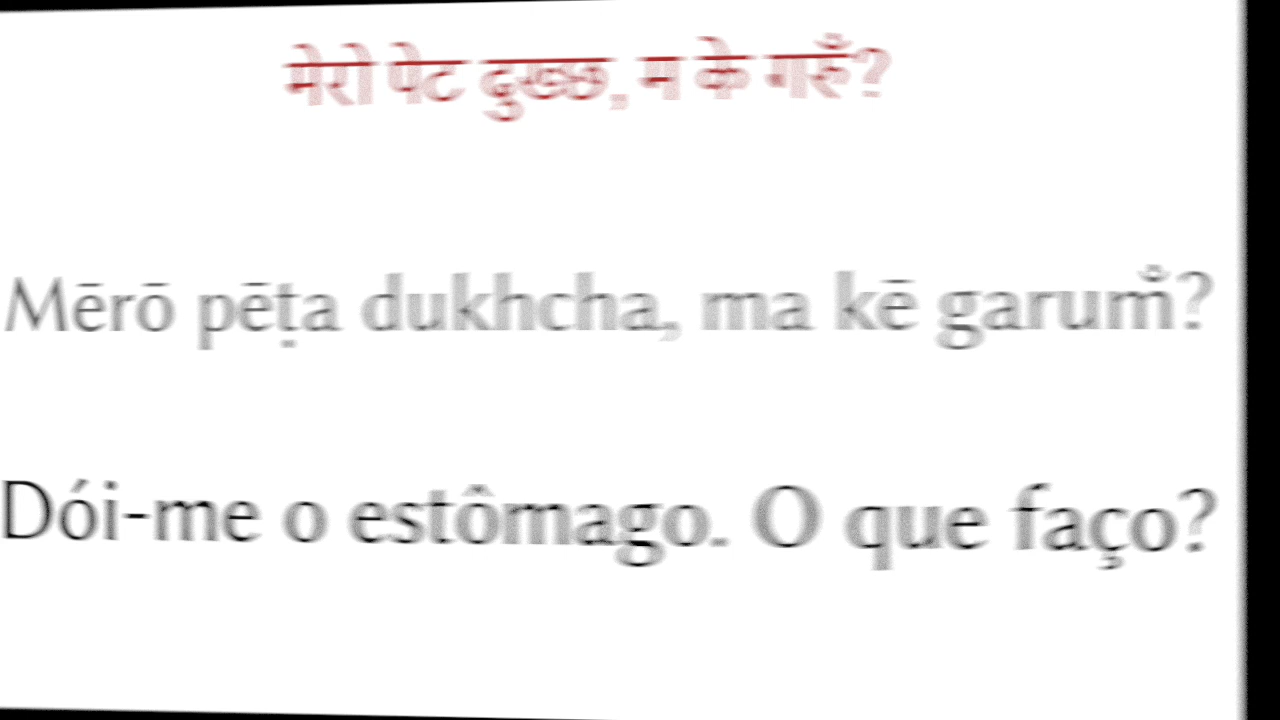 मेरो पेट दुख्छ, म के गरुँ?
Mērō pēṭa dukhcha, ma kē garum̐?
Dói-me o estômago. O que faço?